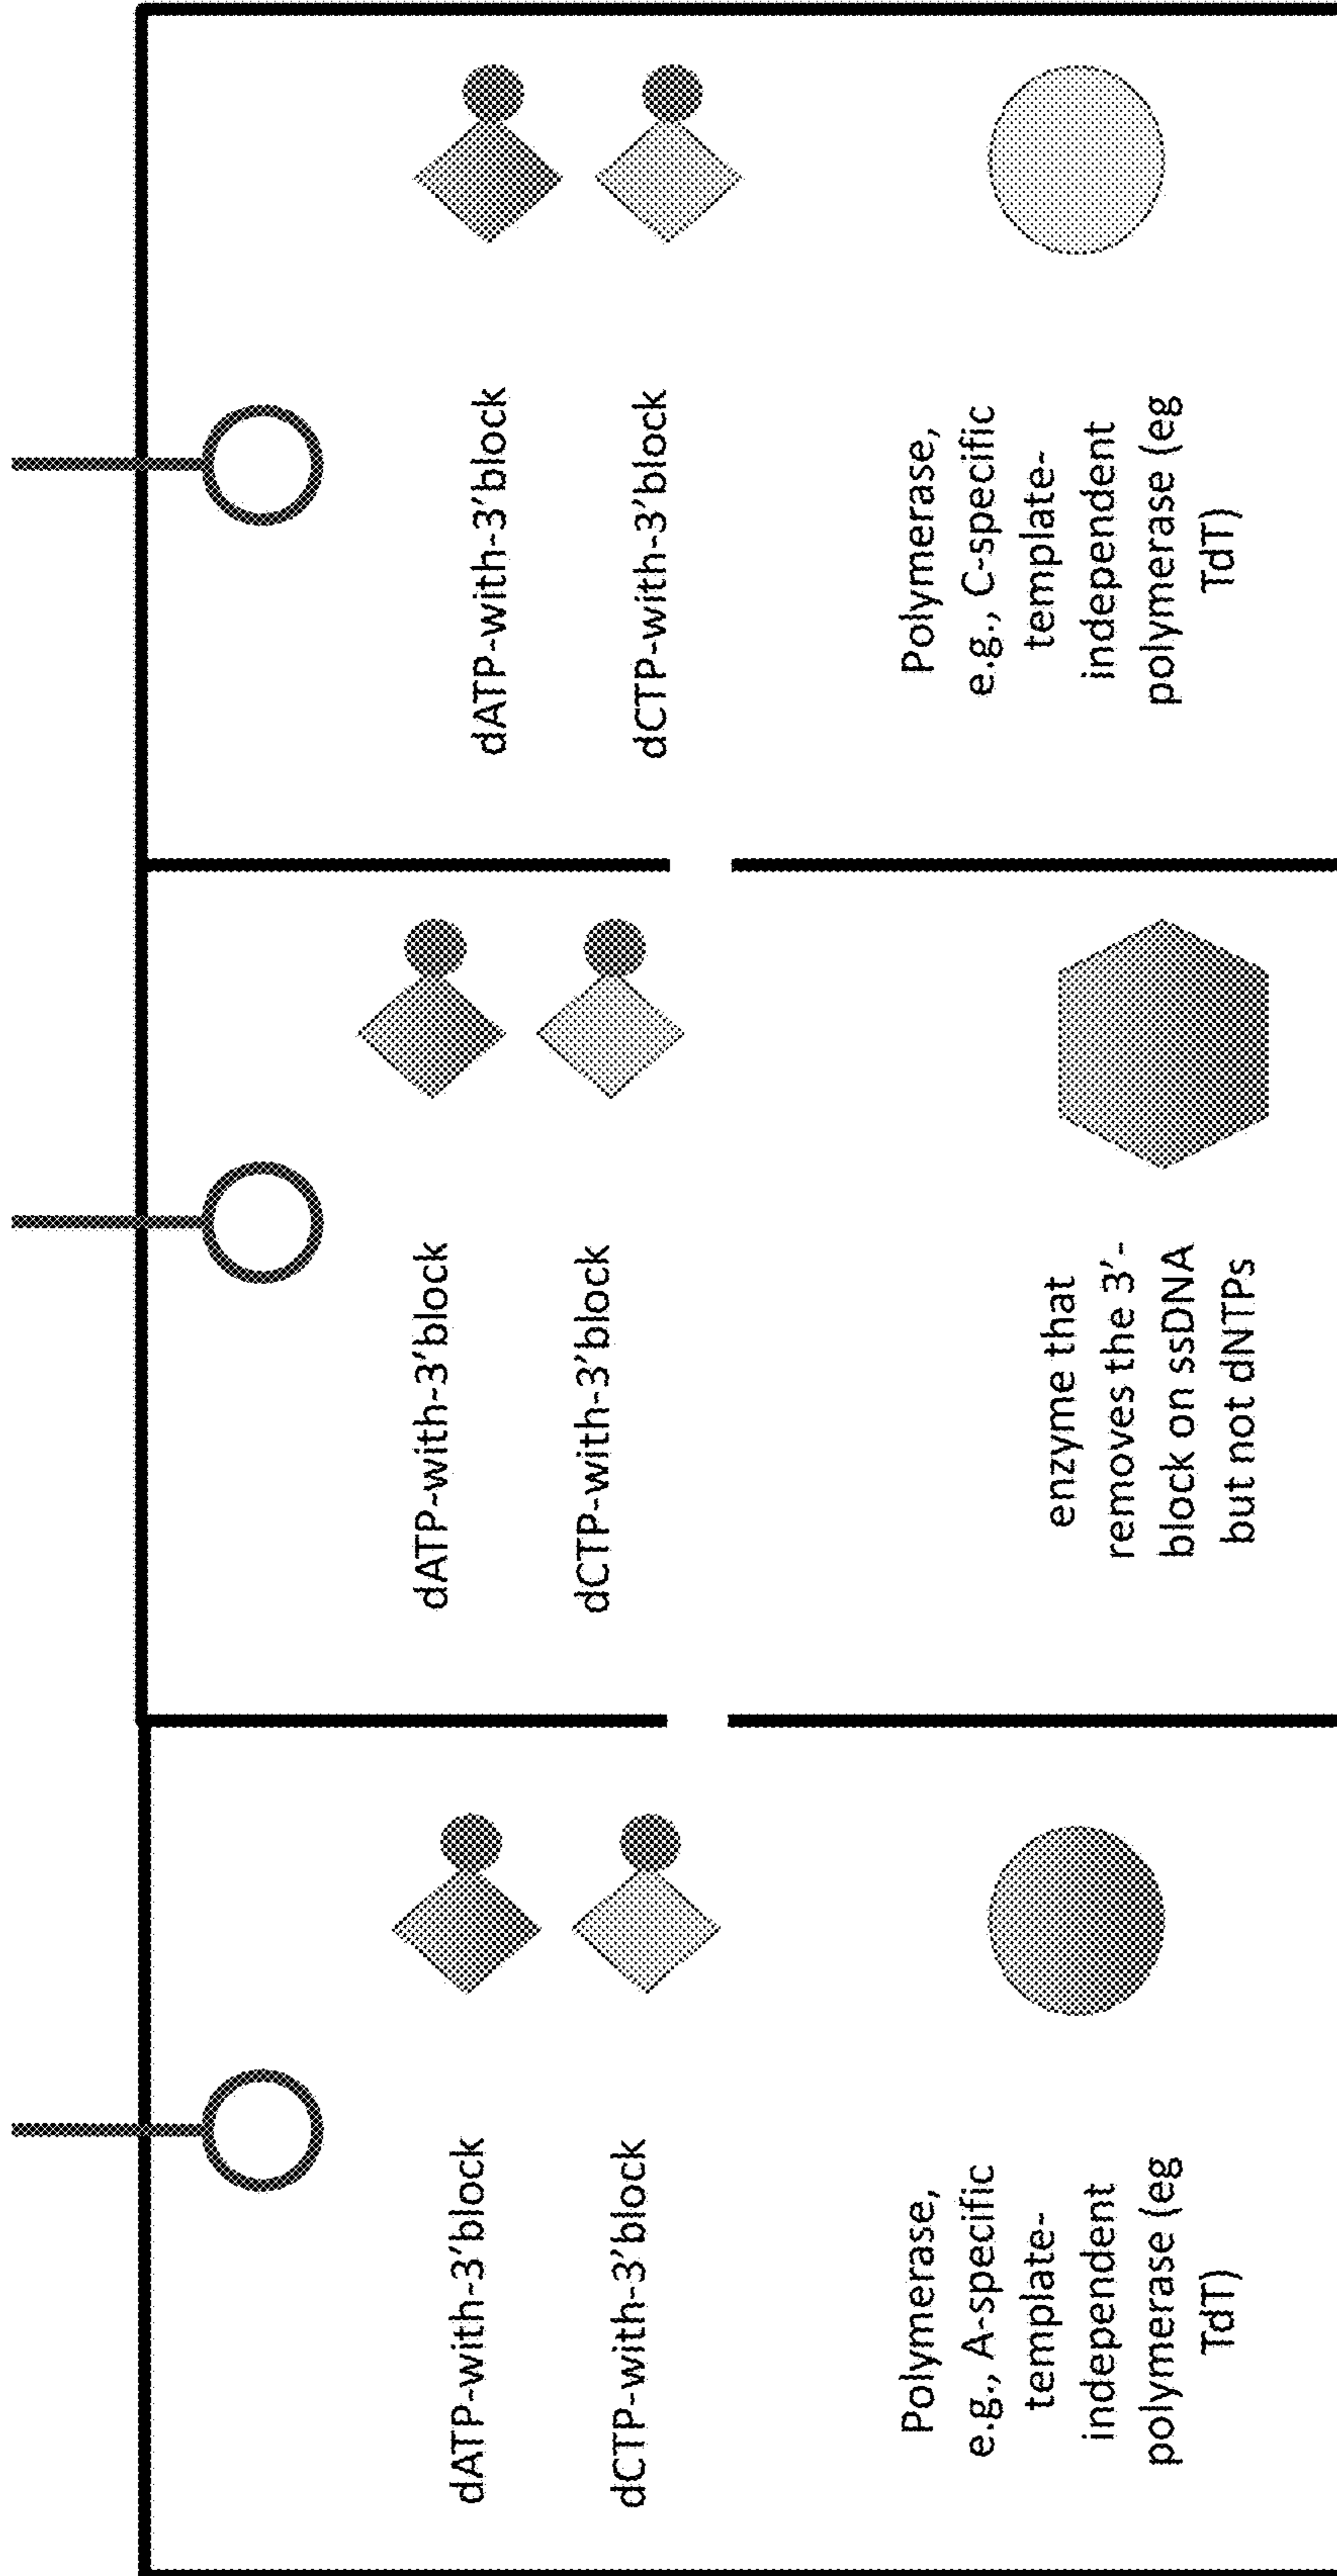 dATP-with-3'block
dCTP-with-3'block
Polymerase,
e.g., A-specific
template-
independent
polymerase (eg
TdT)
dATP-with-3'block
dCTP-with-3'block
enzyme that
removes the 3'-
block on ssDNA
but not dNTPs
dATP-with-3'block
dCTP-with-3'block
Polymerase,
e.g., C-specific
template-
independent
polymerase (eg
TdT)